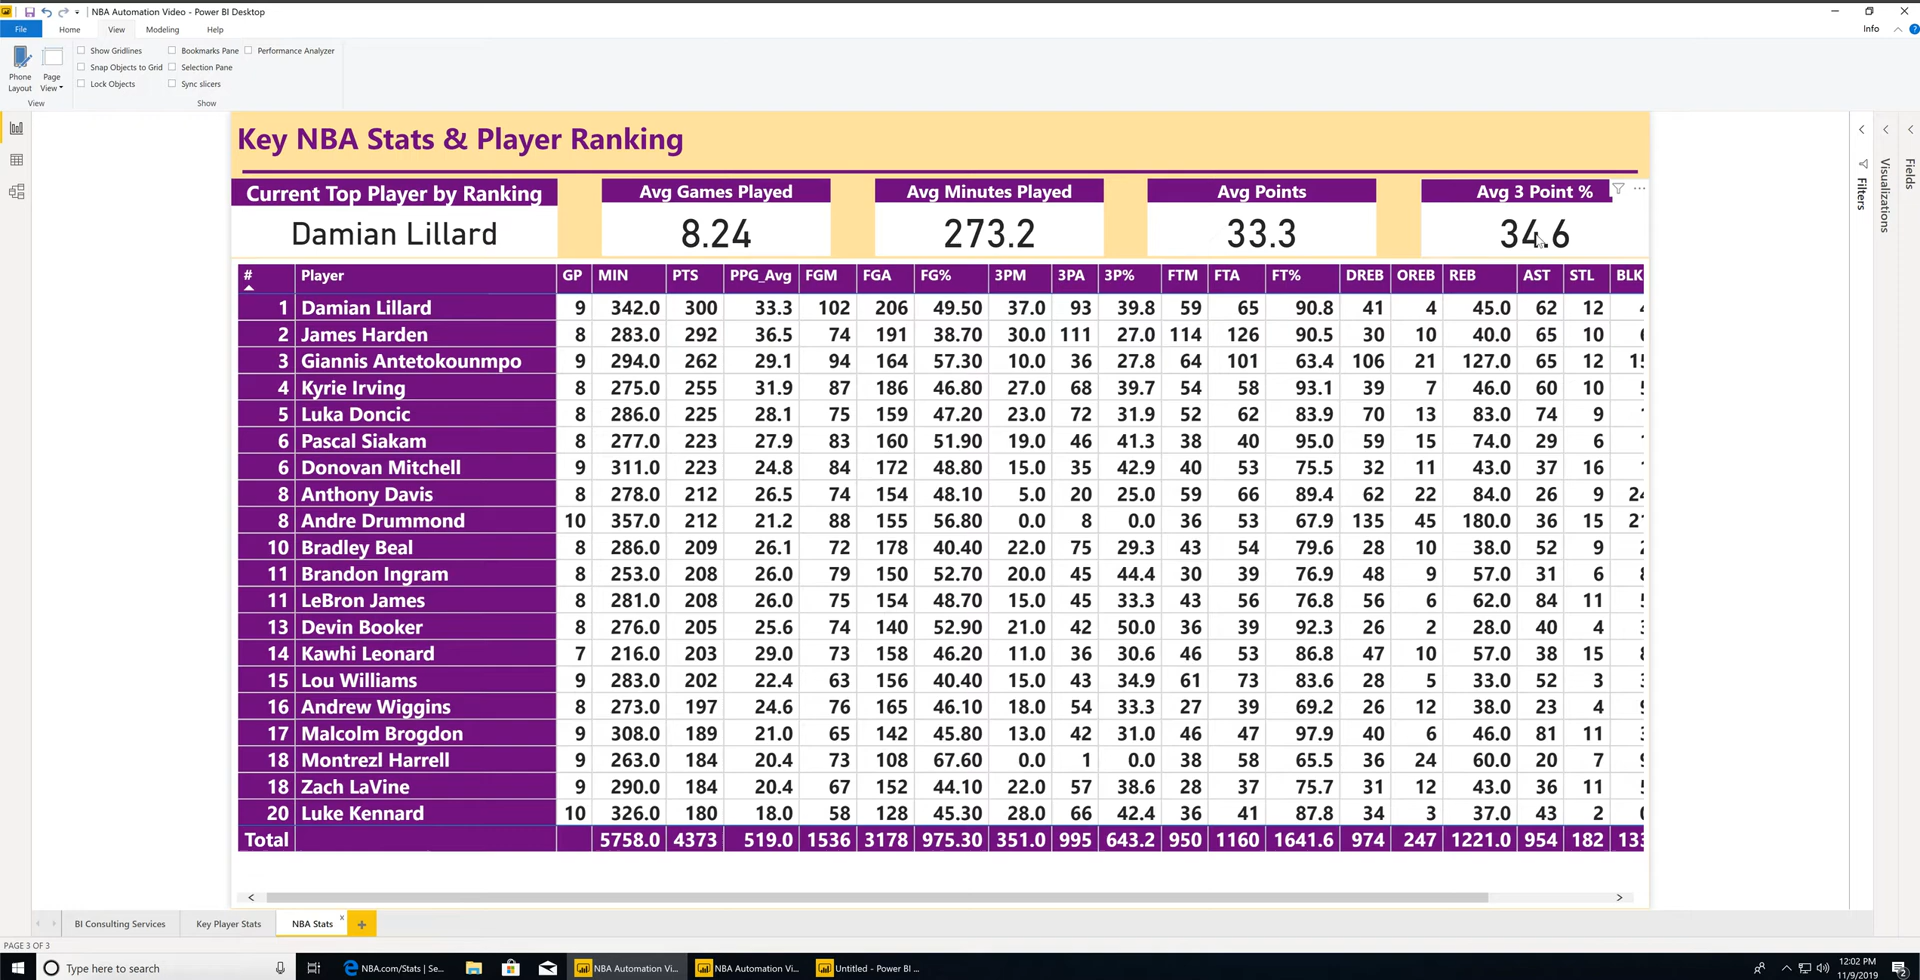 NBA Automation Video - Power BI Desktop
File Home View Modeling Help Info
Phone Layout
Page View
Show Gridlines
Snap Objects to Grid
Lock Objects
Bookmarks Pane
Selection Pane
Sync slicers
Performance Analyzer
View Show
Key NBA Stats & Player Ranking
Current Top Player by Ranking
Damian Lillard
Avg Games Played
8.24
Avg Minutes Played
273.2
Avg Points
33.3
Avg 3 Point %
34.6
Filters
Visualizations
Fields
# Player GP MIN PTS PPG_Avg FGM FGA FG% 3PM 3PA 3P% FTM FTA FT% DREB OREB REB AST STL BLK
1 Damian Lillard 9 342.0 300 33.3 102 206 49.50 37.0 93 39.8 59 65 90.8 41 4 45.0 62 12
2 James Harden 8 283.0 292 36.5 74 191 38.70 30.0 111 27.0 114 126 90.5 30 10 40.0 65 10
3 Giannis Antetokounmpo 9 294.0 262 29.1 94 164 57.30 10.0 36 27.8 64 101 63.4 106 21 127.0 65 12
4 Kyrie Irving 8 275.0 255 31.9 87 186 46.80 27.0 68 39.7 54 58 93.1 39 7 46.0 60 10
5 Luka Doncic 8 286.0 225 28.1 75 159 47.20 23.0 72 31.9 52 62 83.9 70 13 83.0 74 9
6 Pascal Siakam 8 277.0 223 27.9 83 160 51.90 19.0 46 41.3 38 40 95.0 59 15 74.0 29 6
6 Donovan Mitchell 9 311.0 223 24.8 84 172 48.80 15.0 35 42.9 40 53 75.5 32 11 43.0 37 16
8 Anthony Davis 8 278.0 212 26.5 74 154 48.10 5.0 20 25.0 59 66 89.4 62 22 84.0 26 9
8 Andre Drummond 10 357.0 212 21.2 88 155 56.80 0.0 8 0.0 36 53 67.9 135 45 180.0 36 15
10 Bradley Beal 8 286.0 209 26.1 72 178 40.40 22.0 75 29.3 43 54 79.6 28 10 38.0 52 9
11 Brandon Ingram 8 253.0 208 26.0 79 150 52.70 20.0 45 44.4 30 39 76.9 48 9 57.0 31 6
11 LeBron James 8 281.0 208 26.0 75 154 48.70 15.0 45 33.3 43 56 76.8 56 6 62.0 84 11
13 Devin Booker 8 276.0 205 25.6 74 140 52.90 21.0 42 50.0 36 39 92.3 26 2 28.0 40 4
14 Kawhi Leonard 7 216.0 203 29.0 73 158 46.20 11.0 36 30.6 46 53 86.8 47 10 57.0 38 15
15 Lou Williams 9 283.0 202 22.4 63 156 40.40 15.0 43 34.9 61 73 83.6 28 5 33.0 52 3
16 Andrew Wiggins 8 273.0 197 24.6 76 165 46.10 18.0 54 33.3 27 39 69.2 26 12 38.0 23 4
17 Malcolm Brogdon 9 308.0 189 21.0 65 142 45.80 13.0 42 31.0 46 47 97.9 40 6 46.0 81 11
18 Montrezl Harrell 9 263.0 184 20.4 73 108 67.60 0.0 1 0.0 38 58 65.5 36 24 60.0 20 7
18 Zach LaVine 9 290.0 184 20.4 67 152 44.10 22.0 57 38.6 28 37 75.7 31 12 43.0 36 11
20 Luke Kennard 10 326.0 180 18.0 58 128 45.30 28.0 66 42.4 36 41 87.8 34 3 37.0 43 2
Total 5758.0 4373 519.0 1536 3178 975.30 351.0 995 643.2 950 1160 1641.6 974 247 1221.0 954 182
BI Consulting Services Key Player Stats NBA Stats
PAGE 3 OF 3
Type here to search
NBA.com/Stats | Se...
NBA Automation Vi...
NBA Automation Vi...
Untitled - Power BI ...
12:02 PM
11/9/2019